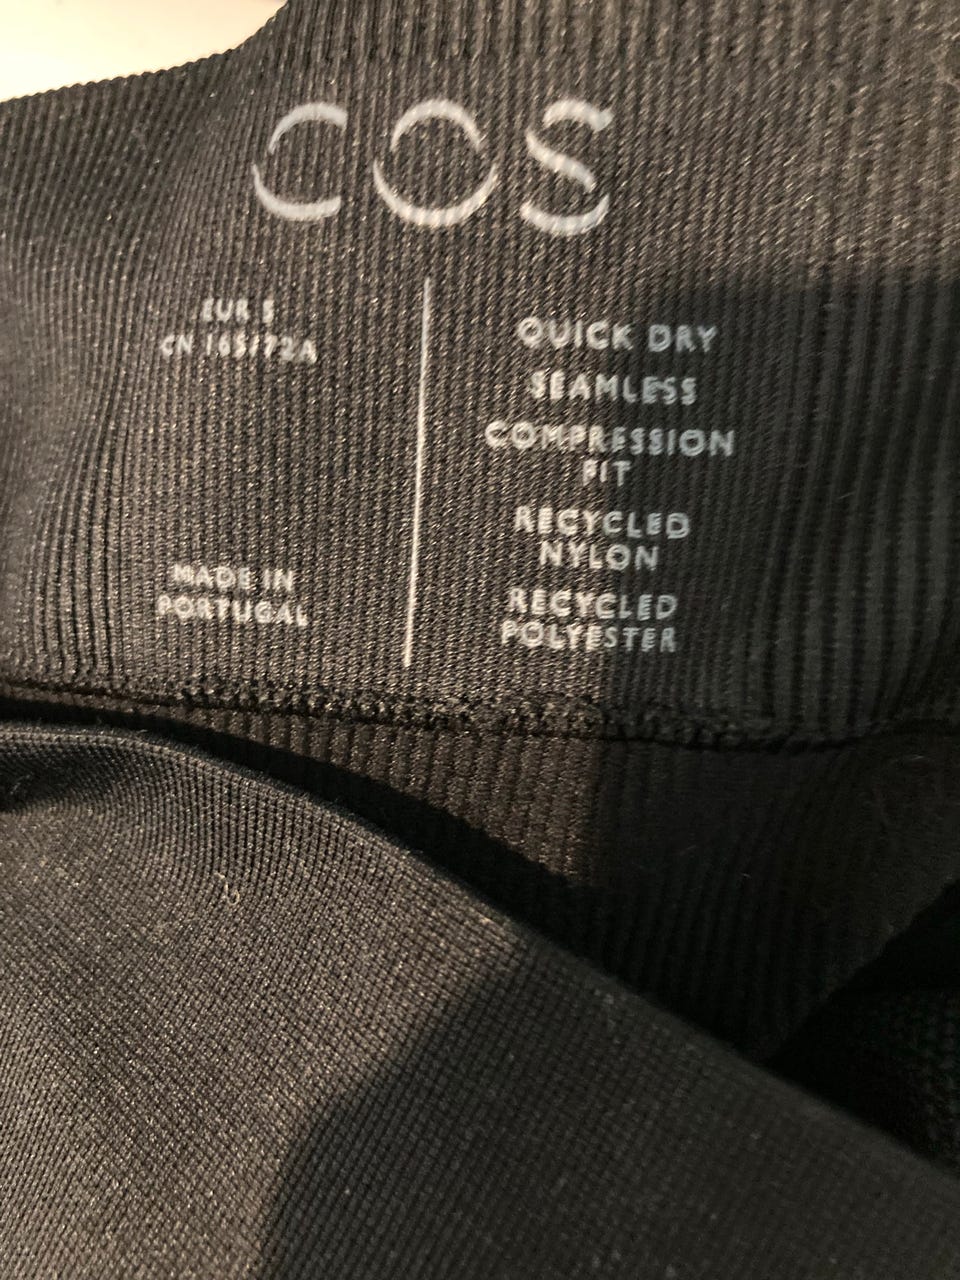 COS
EUR S
CN 165/72A
MADE IN
PORTUGAL
QUICK DRY
SEAMLESS
COMPRESSION
FIT
RECYCLED
NYLON
RECYCLED
POLYESTER